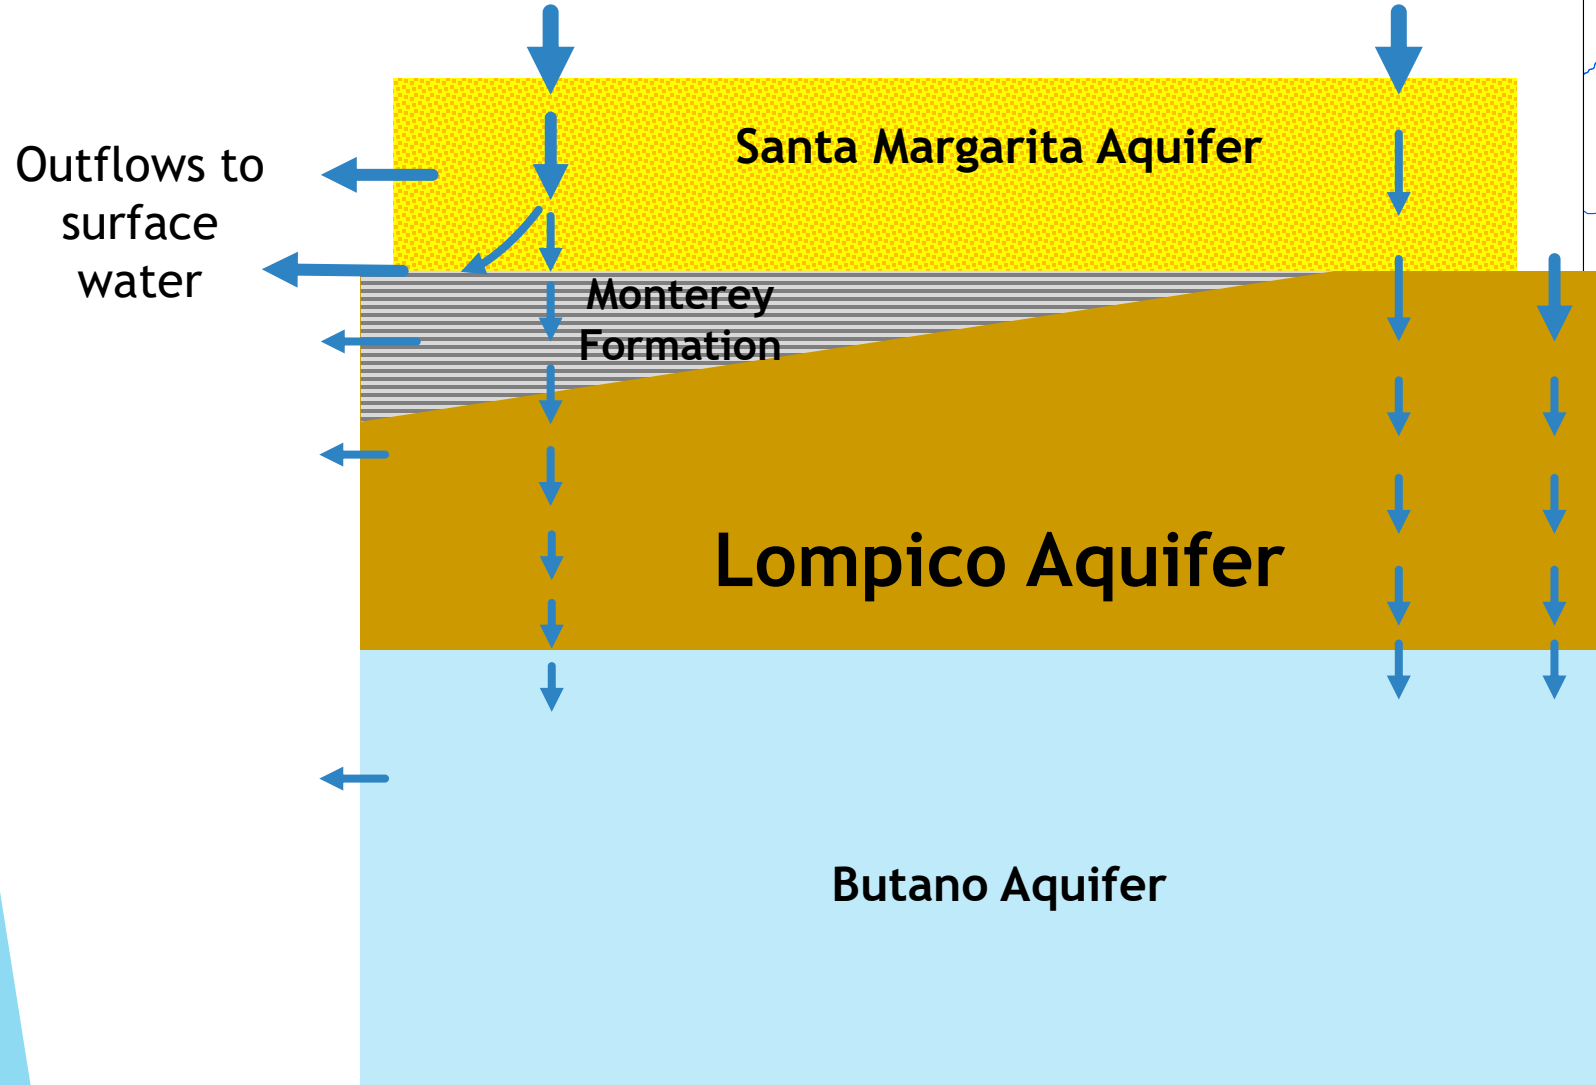 Santa Margarita Aquifer
Outflows to
surface
water
Monterey
Formation
Lompico Aquifer
Butano Aquifer